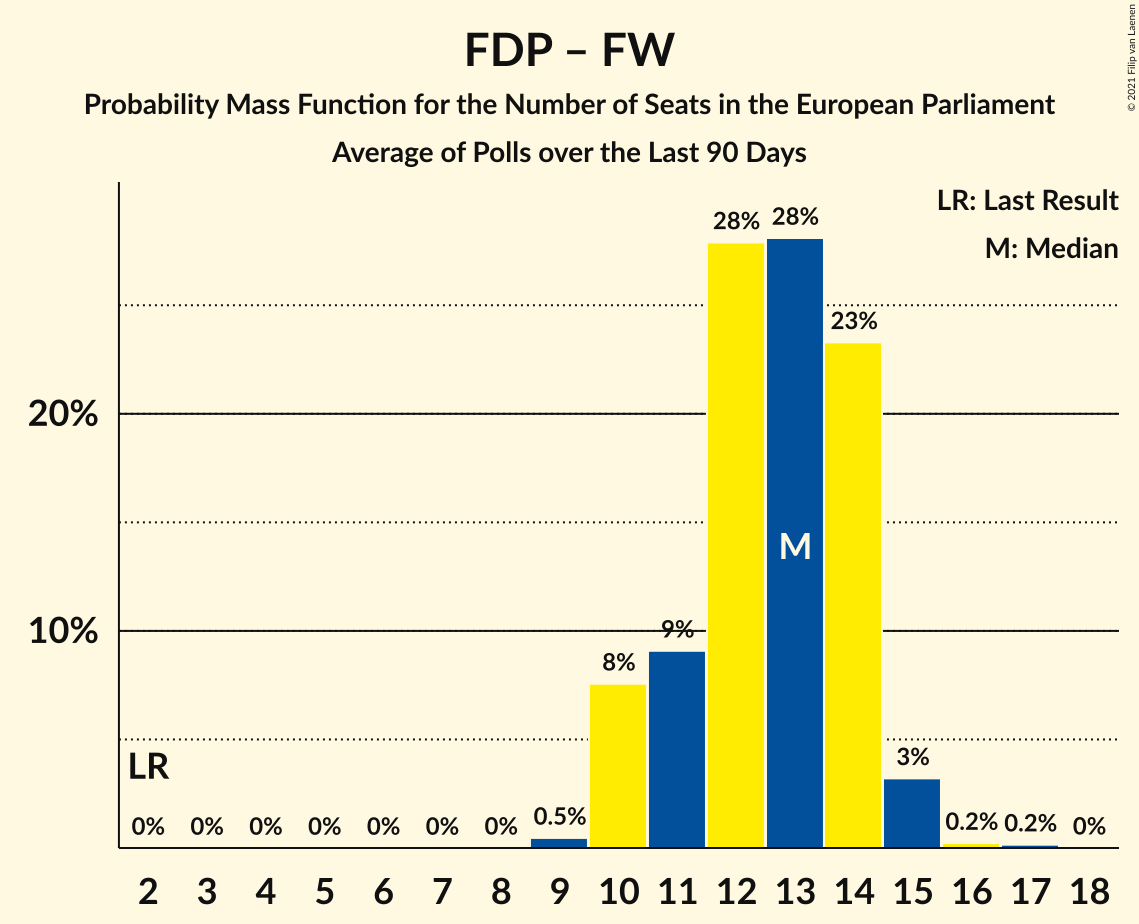 FDP – FW
Probability Mass Function for the Number of Seats in the European Parliament
Average of Polls over the Last 90 Days
© 2021 Filip van Laenen
LR: Last Result
M: Median
28% 28%
23%
20%
M
10%
9%
8%
3%
LR
0% 0% 0% 0% 0% 0% 0% 0.5% 0.2% 0.2% 0%
2 3 4 5 6 7 8 9 10 11 12 13 14 15 16 17 18